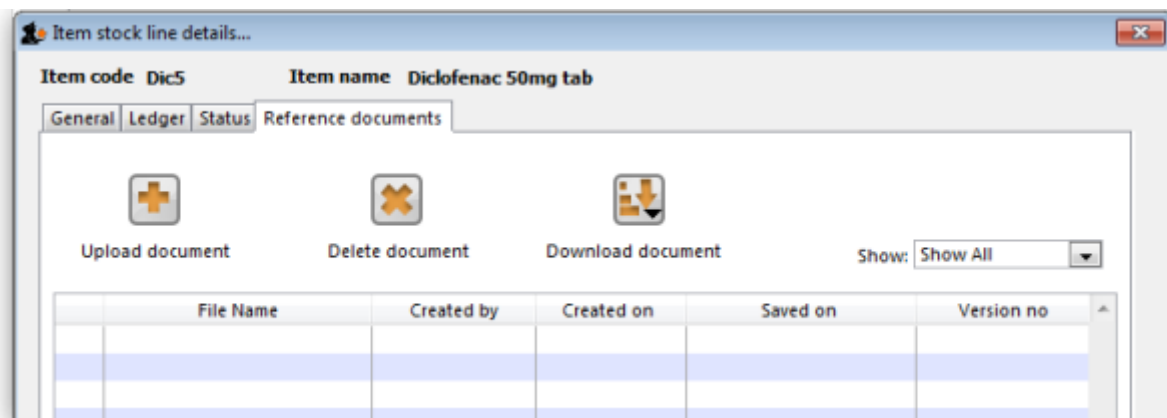 Item stock line details...
Item code Dic5 Item name Diclofenac 50mg tab
General Ledger Status Reference documents
Upload document Delete document Download document Show: Show All
File Name Created by Created on Saved on Version no